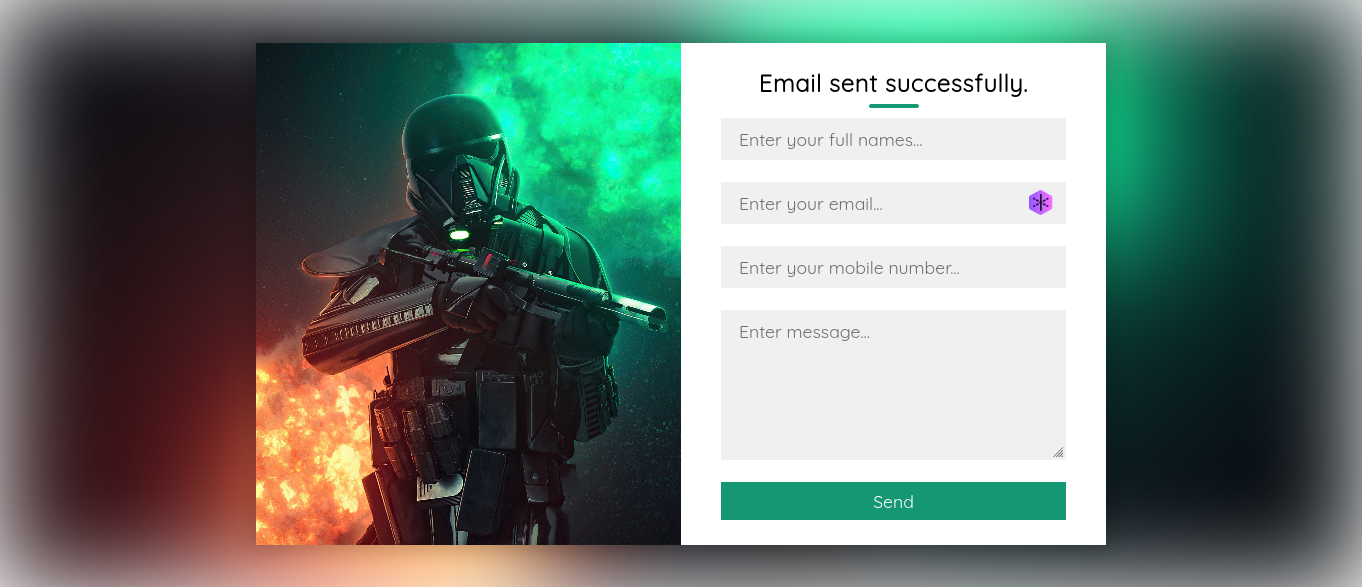 Email sent successfully.
Enter your full names...
Enter your email...
Enter your mobile number...
Enter message...
Send